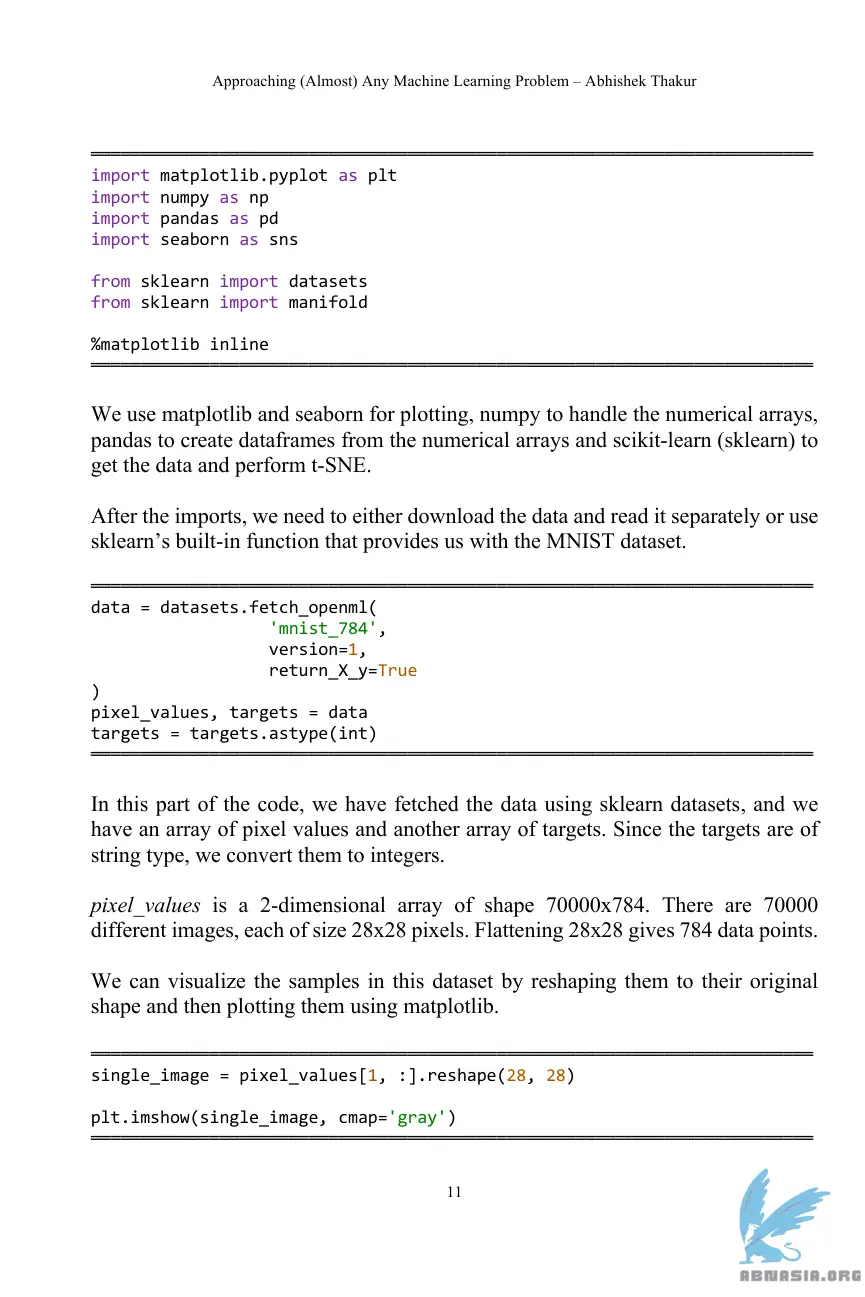 Approaching (Almost) Any Machine Learning Problem – Abhishek Thakur
import matplotlib.pyplot as plt
import numpy as np
import pandas as pd
import seaborn as sns
from sklearn import datasets
from sklearn import manifold
%matplotlib inline
We use matplotlib and seaborn for plotting, numpy to handle the numerical arrays,
pandas to create dataframes from the numerical arrays and scikit-learn (sklearn) to
get the data and perform t-SNE.
After the imports, we need to either download the data and read it separately or use
sklearn’s built-in function that provides us with the MNIST dataset.
data = datasets.fetch_openml(
'mnist_784',
version=1,
return_X_y=True
)
pixel_values, targets = data
targets = targets.astype(int)
In this part of the code, we have fetched the data using sklearn datasets, and we
have an array of pixel values and another array of targets. Since the targets are of
string type, we convert them to integers.
pixel_values is a 2-dimensional array of shape 70000x784. There are 70000
different images, each of size 28x28 pixels. Flattening 28x28 gives 784 data points.
We can visualize the samples in this dataset by reshaping them to their original
shape and then plotting them using matplotlib.
single_image = pixel_values[1, :].reshape(28, 28)
plt.imshow(single_image, cmap='gray')
11
ABNASIA.ORG